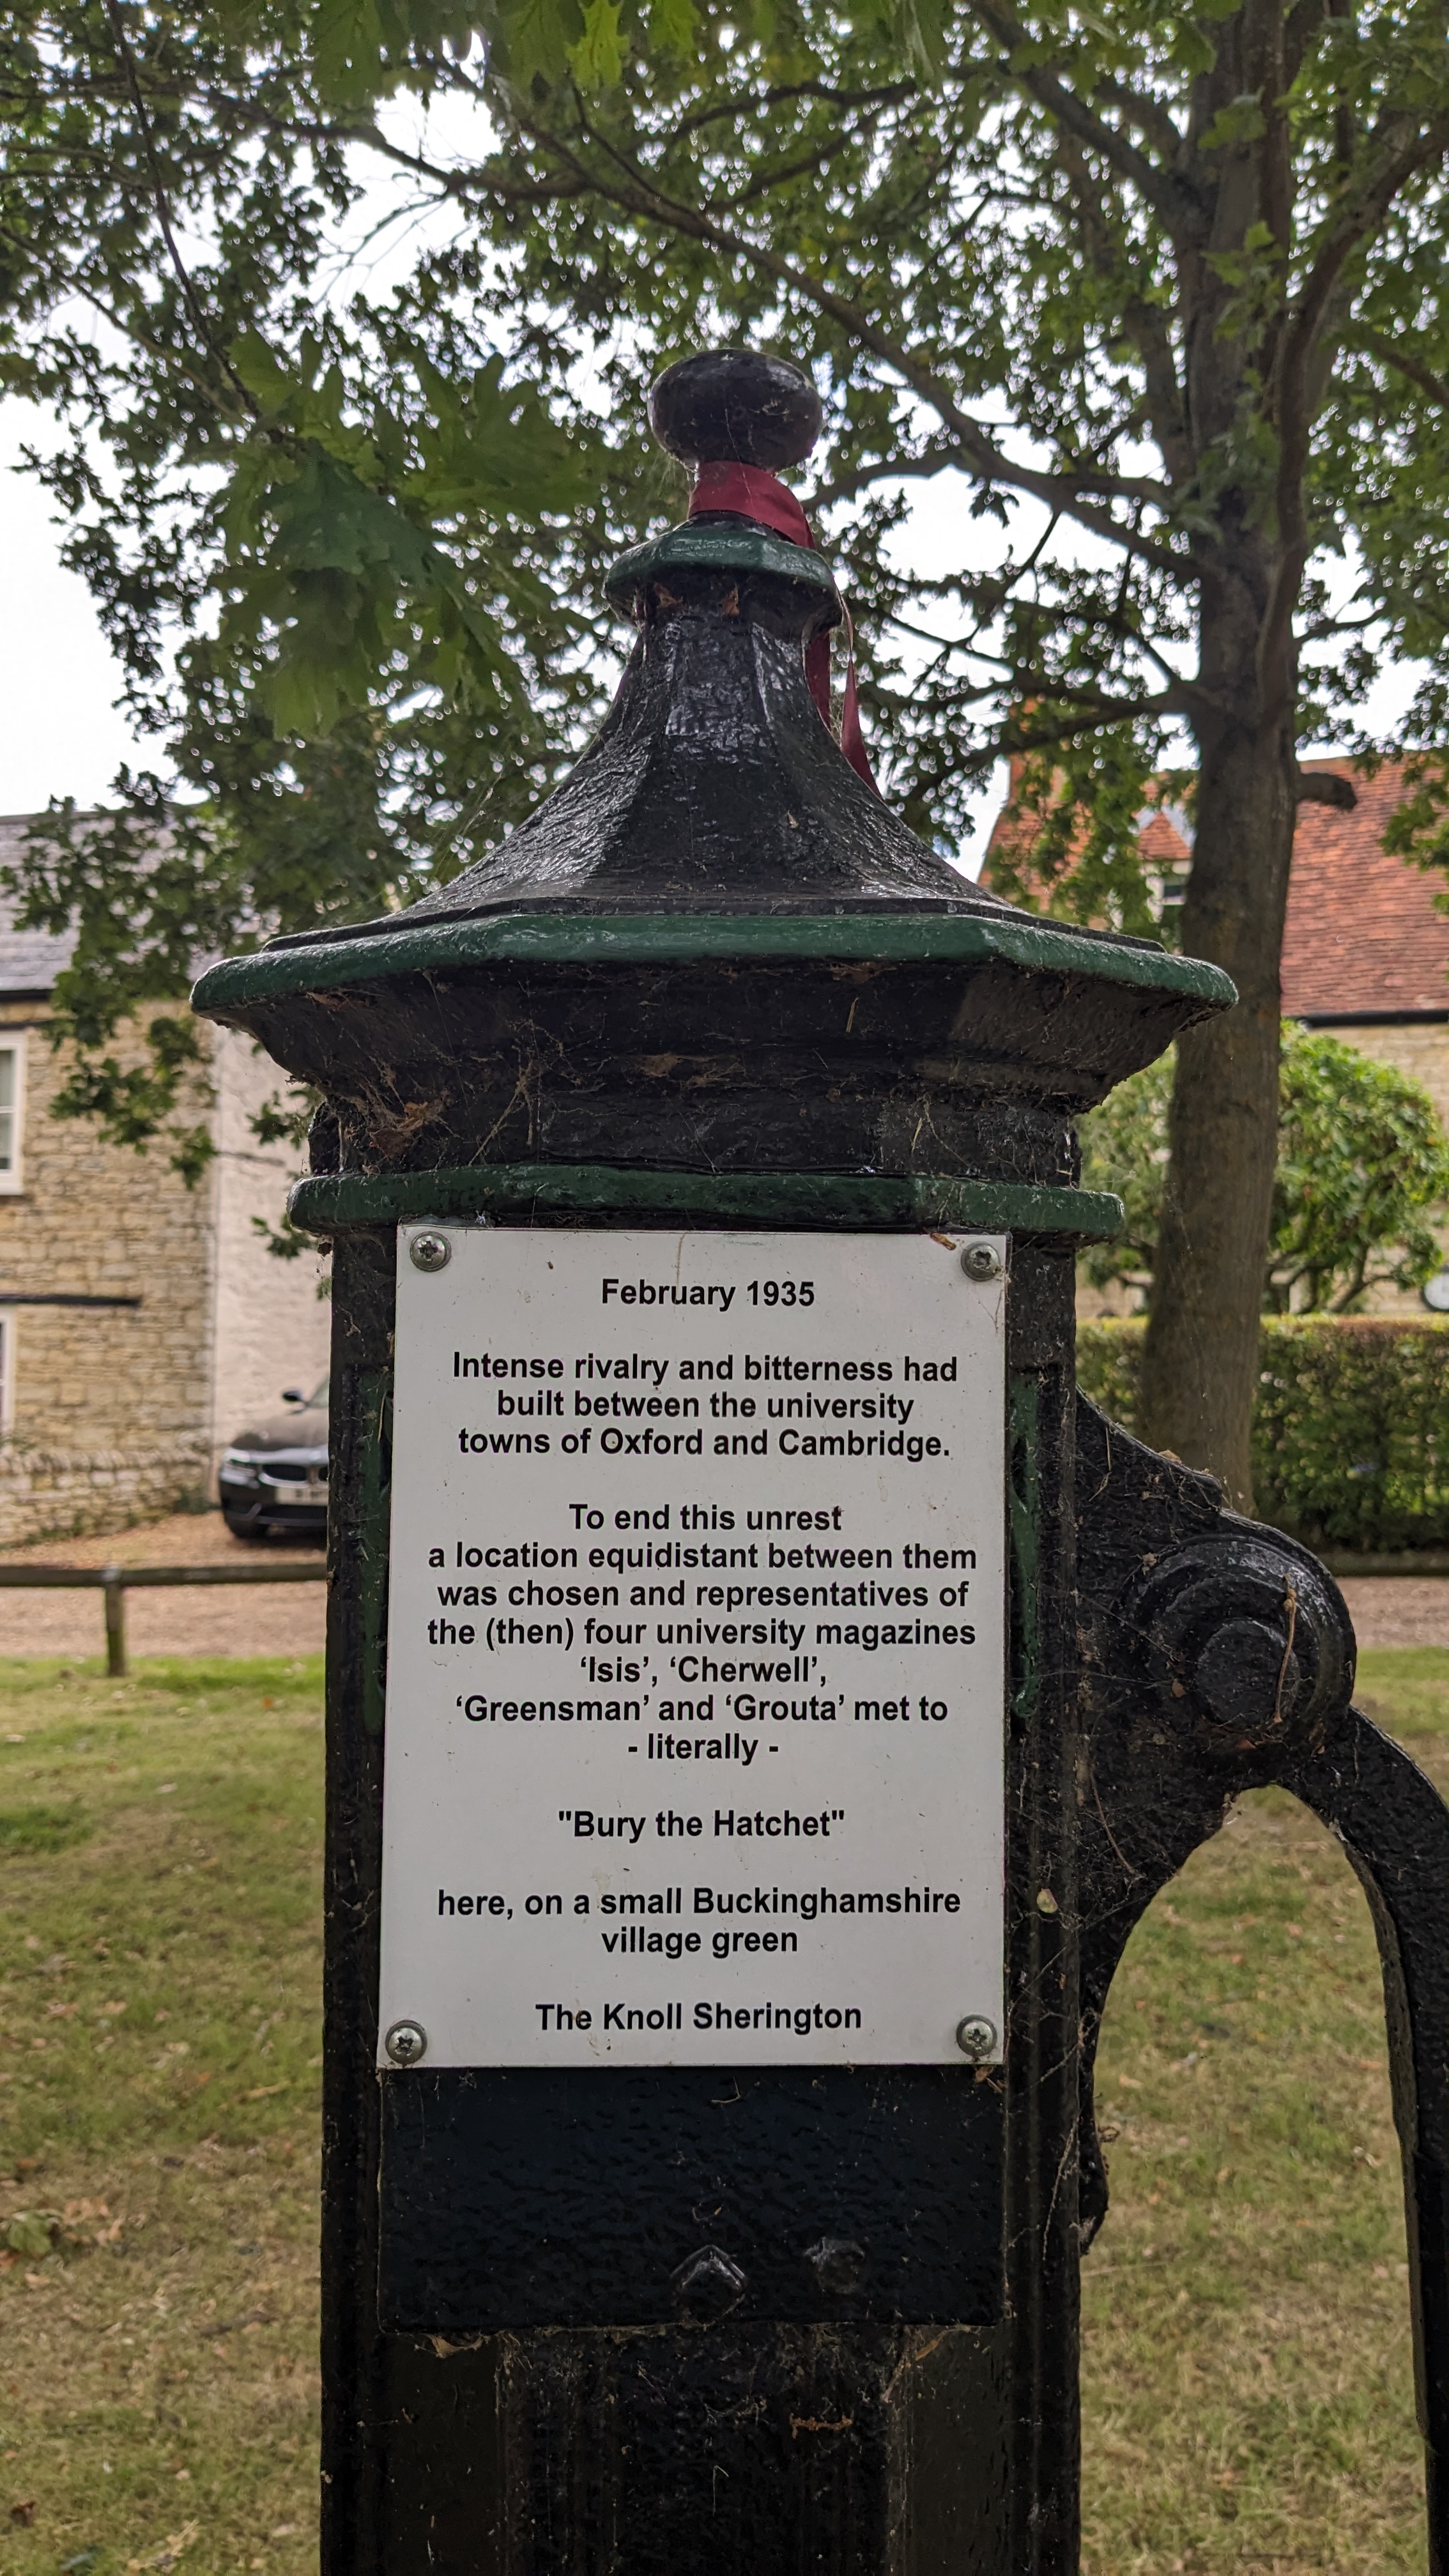 February 1935
Intense rivalry and bitterness had
built between the university
towns of Oxford and Cambridge.
To end this unrest
a location equidistant between them
was chosen and representatives of
the (then) four university magazines
‘Isis’, ‘Cherwell’,
‘Greensman’ and ‘Grouta’ met to
- literally -
"Bury the Hatchet"
here, on a small Buckinghamshire
village green
The Knoll Sherington